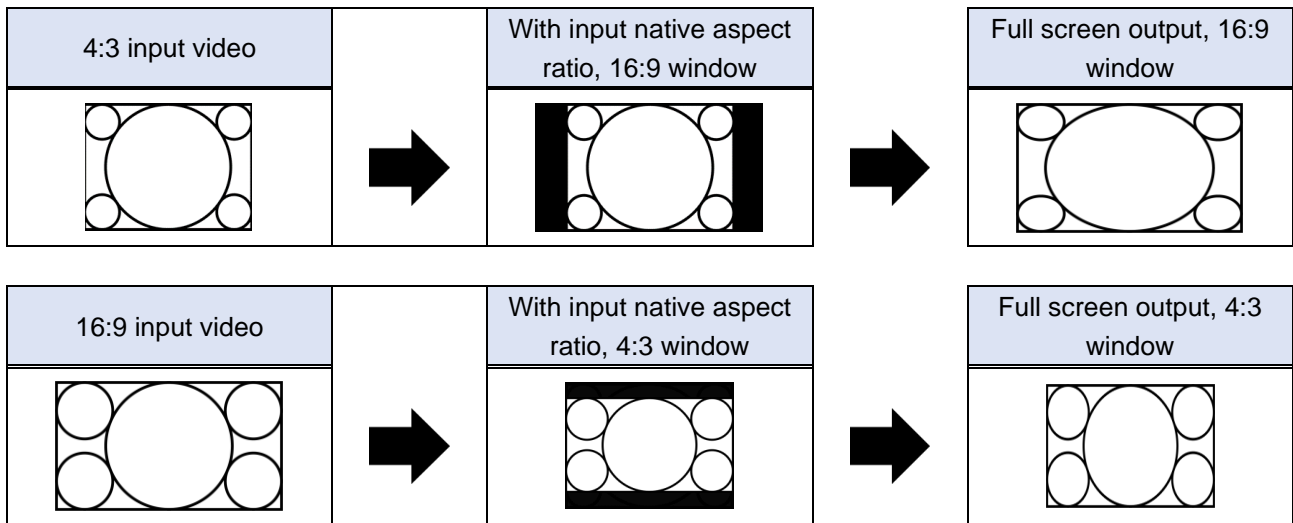 4:3 input video
With input native aspect
ratio, 16:9 window
Full screen output, 16:9
window
16:9 input video
With input native aspect
ratio, 4:3 window
Full screen output, 4:3
window